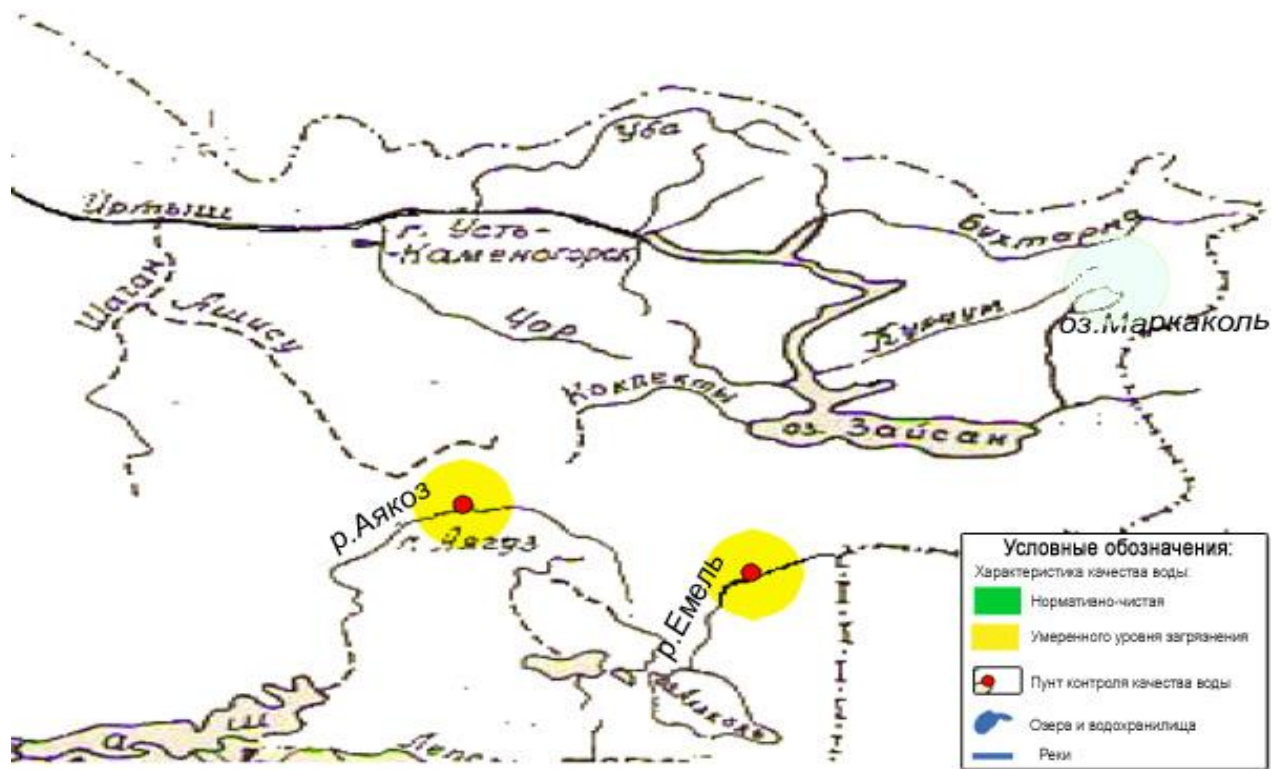 Уба
Иртыш
г. Усть-
Каменогорск
Бухтарма
Шаган
Ащису
Чар
Курчум
оз.Маркаколь
Кокпекты
оз. Зайсан
р.Аякоз
г. Аягуз
р.Емель
Алаколь
а
ш
Леп
Условные обозначения:
Характеристика качества воды:
Нормативно-чистая
Умеренного уровня загрязнения
Пунт контроля качества воды
Озера и водохранилища
Реки